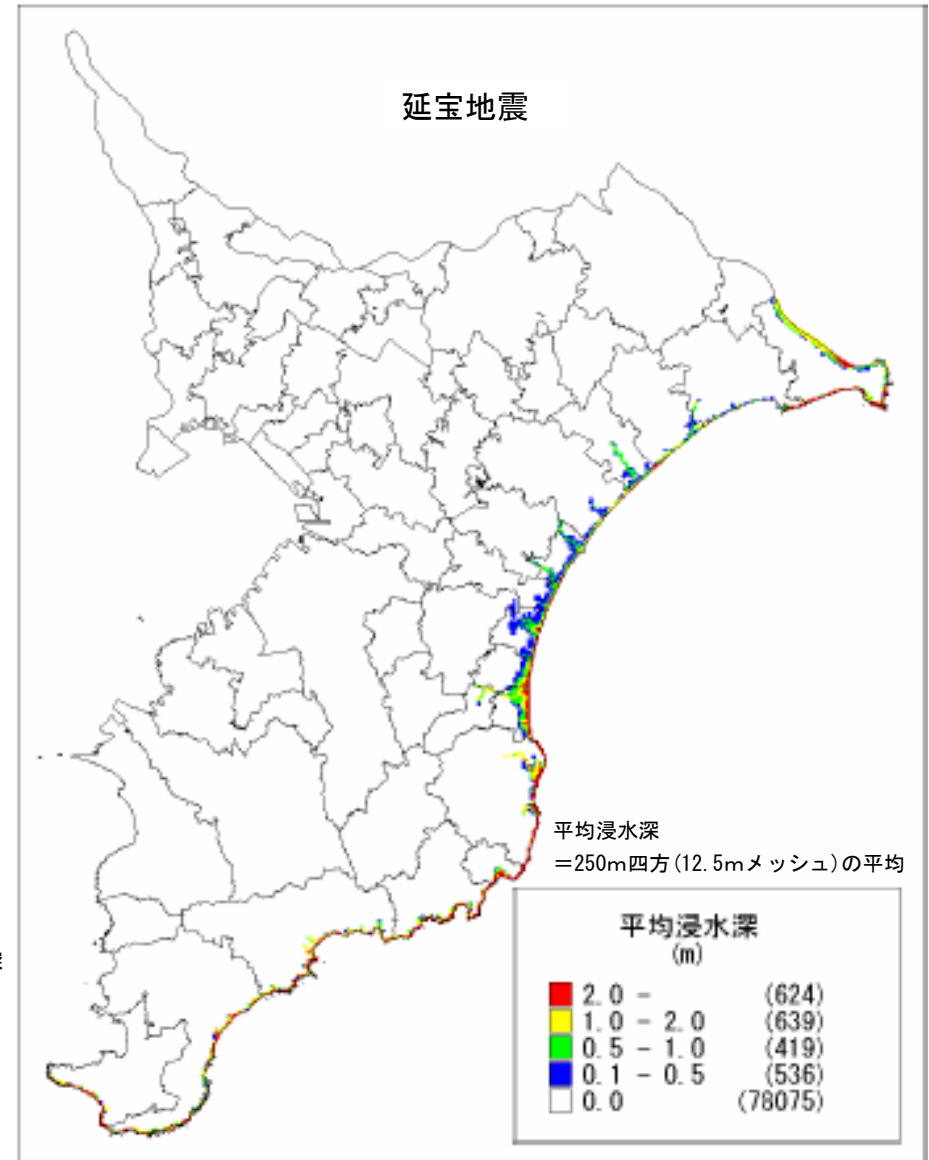 延宝地震
平均浸水深
＝250ｍ四方(12.5ｍメッシュ)の平均
平均浸水深
(m)
2.0 - (624)
1.0 - 2.0 (639)
0.5 - 1.0 (419)
0.1 - 0.5 (536)
0.0 (78075)